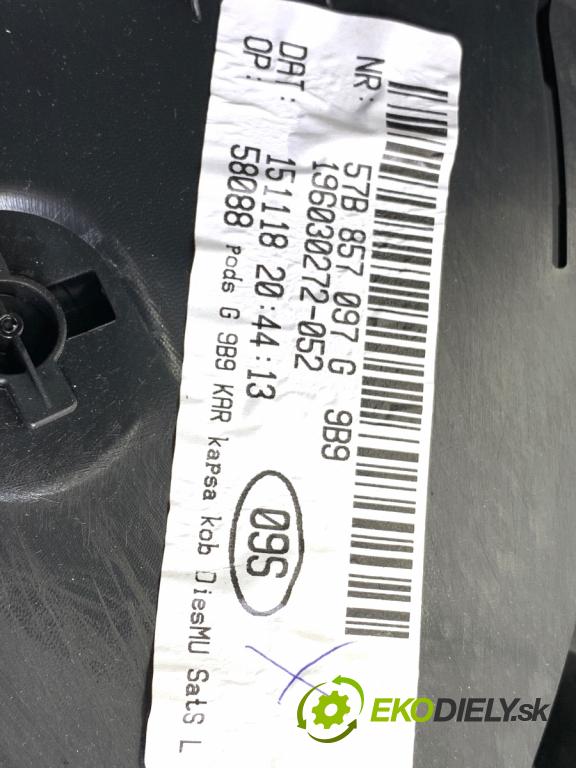 NR: 57B 857 097 G 9B9
196030272-052
DAT: 151118 20:44:13
OP: 58088 Pods G 9B9 KAR kapsa kob DiesMU SatS L
09S
EKODIELY.sk